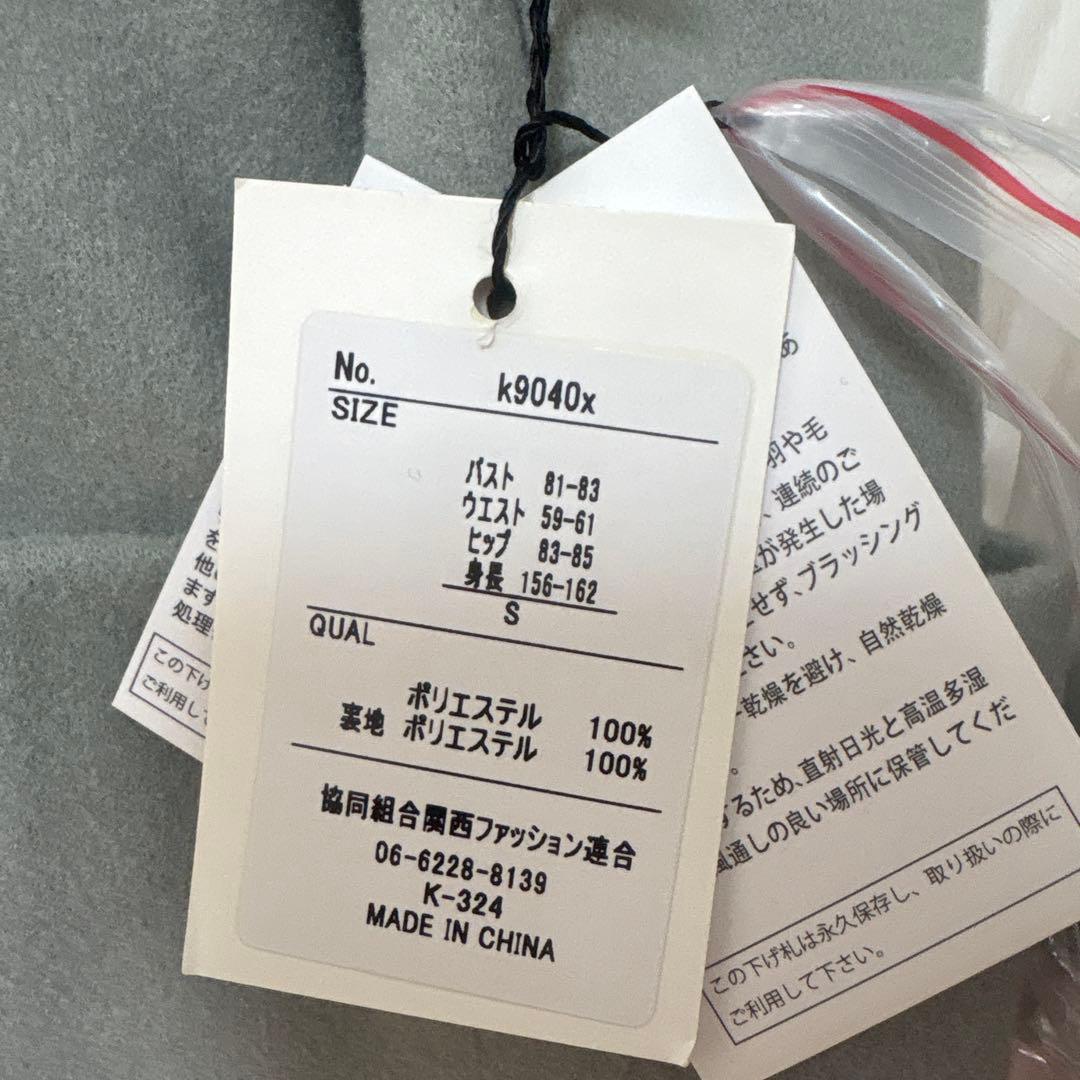 No. k9040x
SIZE
バスト 81-83
ウエスト 59-61
ヒップ 83-85
身長 156-162
S
QUAL
ポリエステル 100%
裏地 ポリエステル 100%
協同組合関西ファッション連合
06-6228-8139
K-324
MADE IN CHINA
を
他
ます
処理
この下げ
ご利用して
羽や毛
、連続のご
が発生した場
せず、ブラッシング
さい。
乾燥を避け、自然乾燥
。
するため、直射日光と高温多湿
風通しの良い場所に保管してくだ
この下げ札は永久保存し、取り扱いの際に
ご利用して下さい。